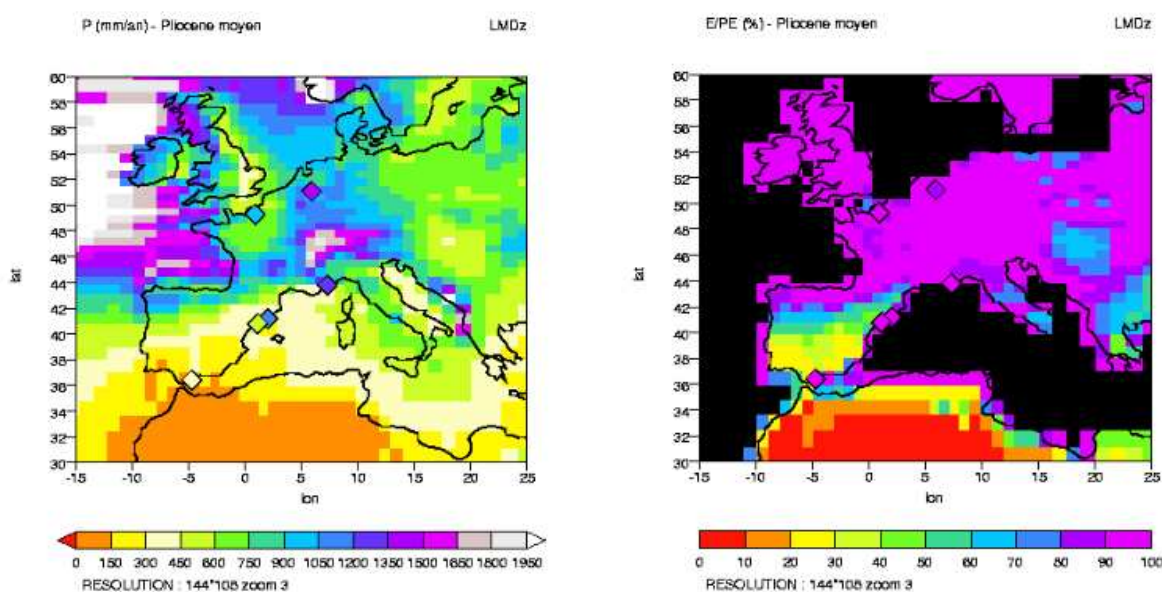 P (mm/an) - Pliocene moyen LMDz
60
58
56
54
52
50
48
46
44
42
40
38
36
34
32
30
lat
-15 -10 -5 0 5 10 15 20 25
lon
0 150 450 600 750 900 1050 1200 1350 1500 1650 1800 1950
RESOLUTION : 144*108 zoom 3
E/PE (%) - Pliocene moyen LMDz
60
58
56
54
52
50
48
46
44
42
40
38
36
34
32
30
lat
-15 -10 -5 0 5 10 15 20 25
lon
0 10 20 30 40 50 60 70 80 90 100
RESOLUTION : 144*108 zoom 3